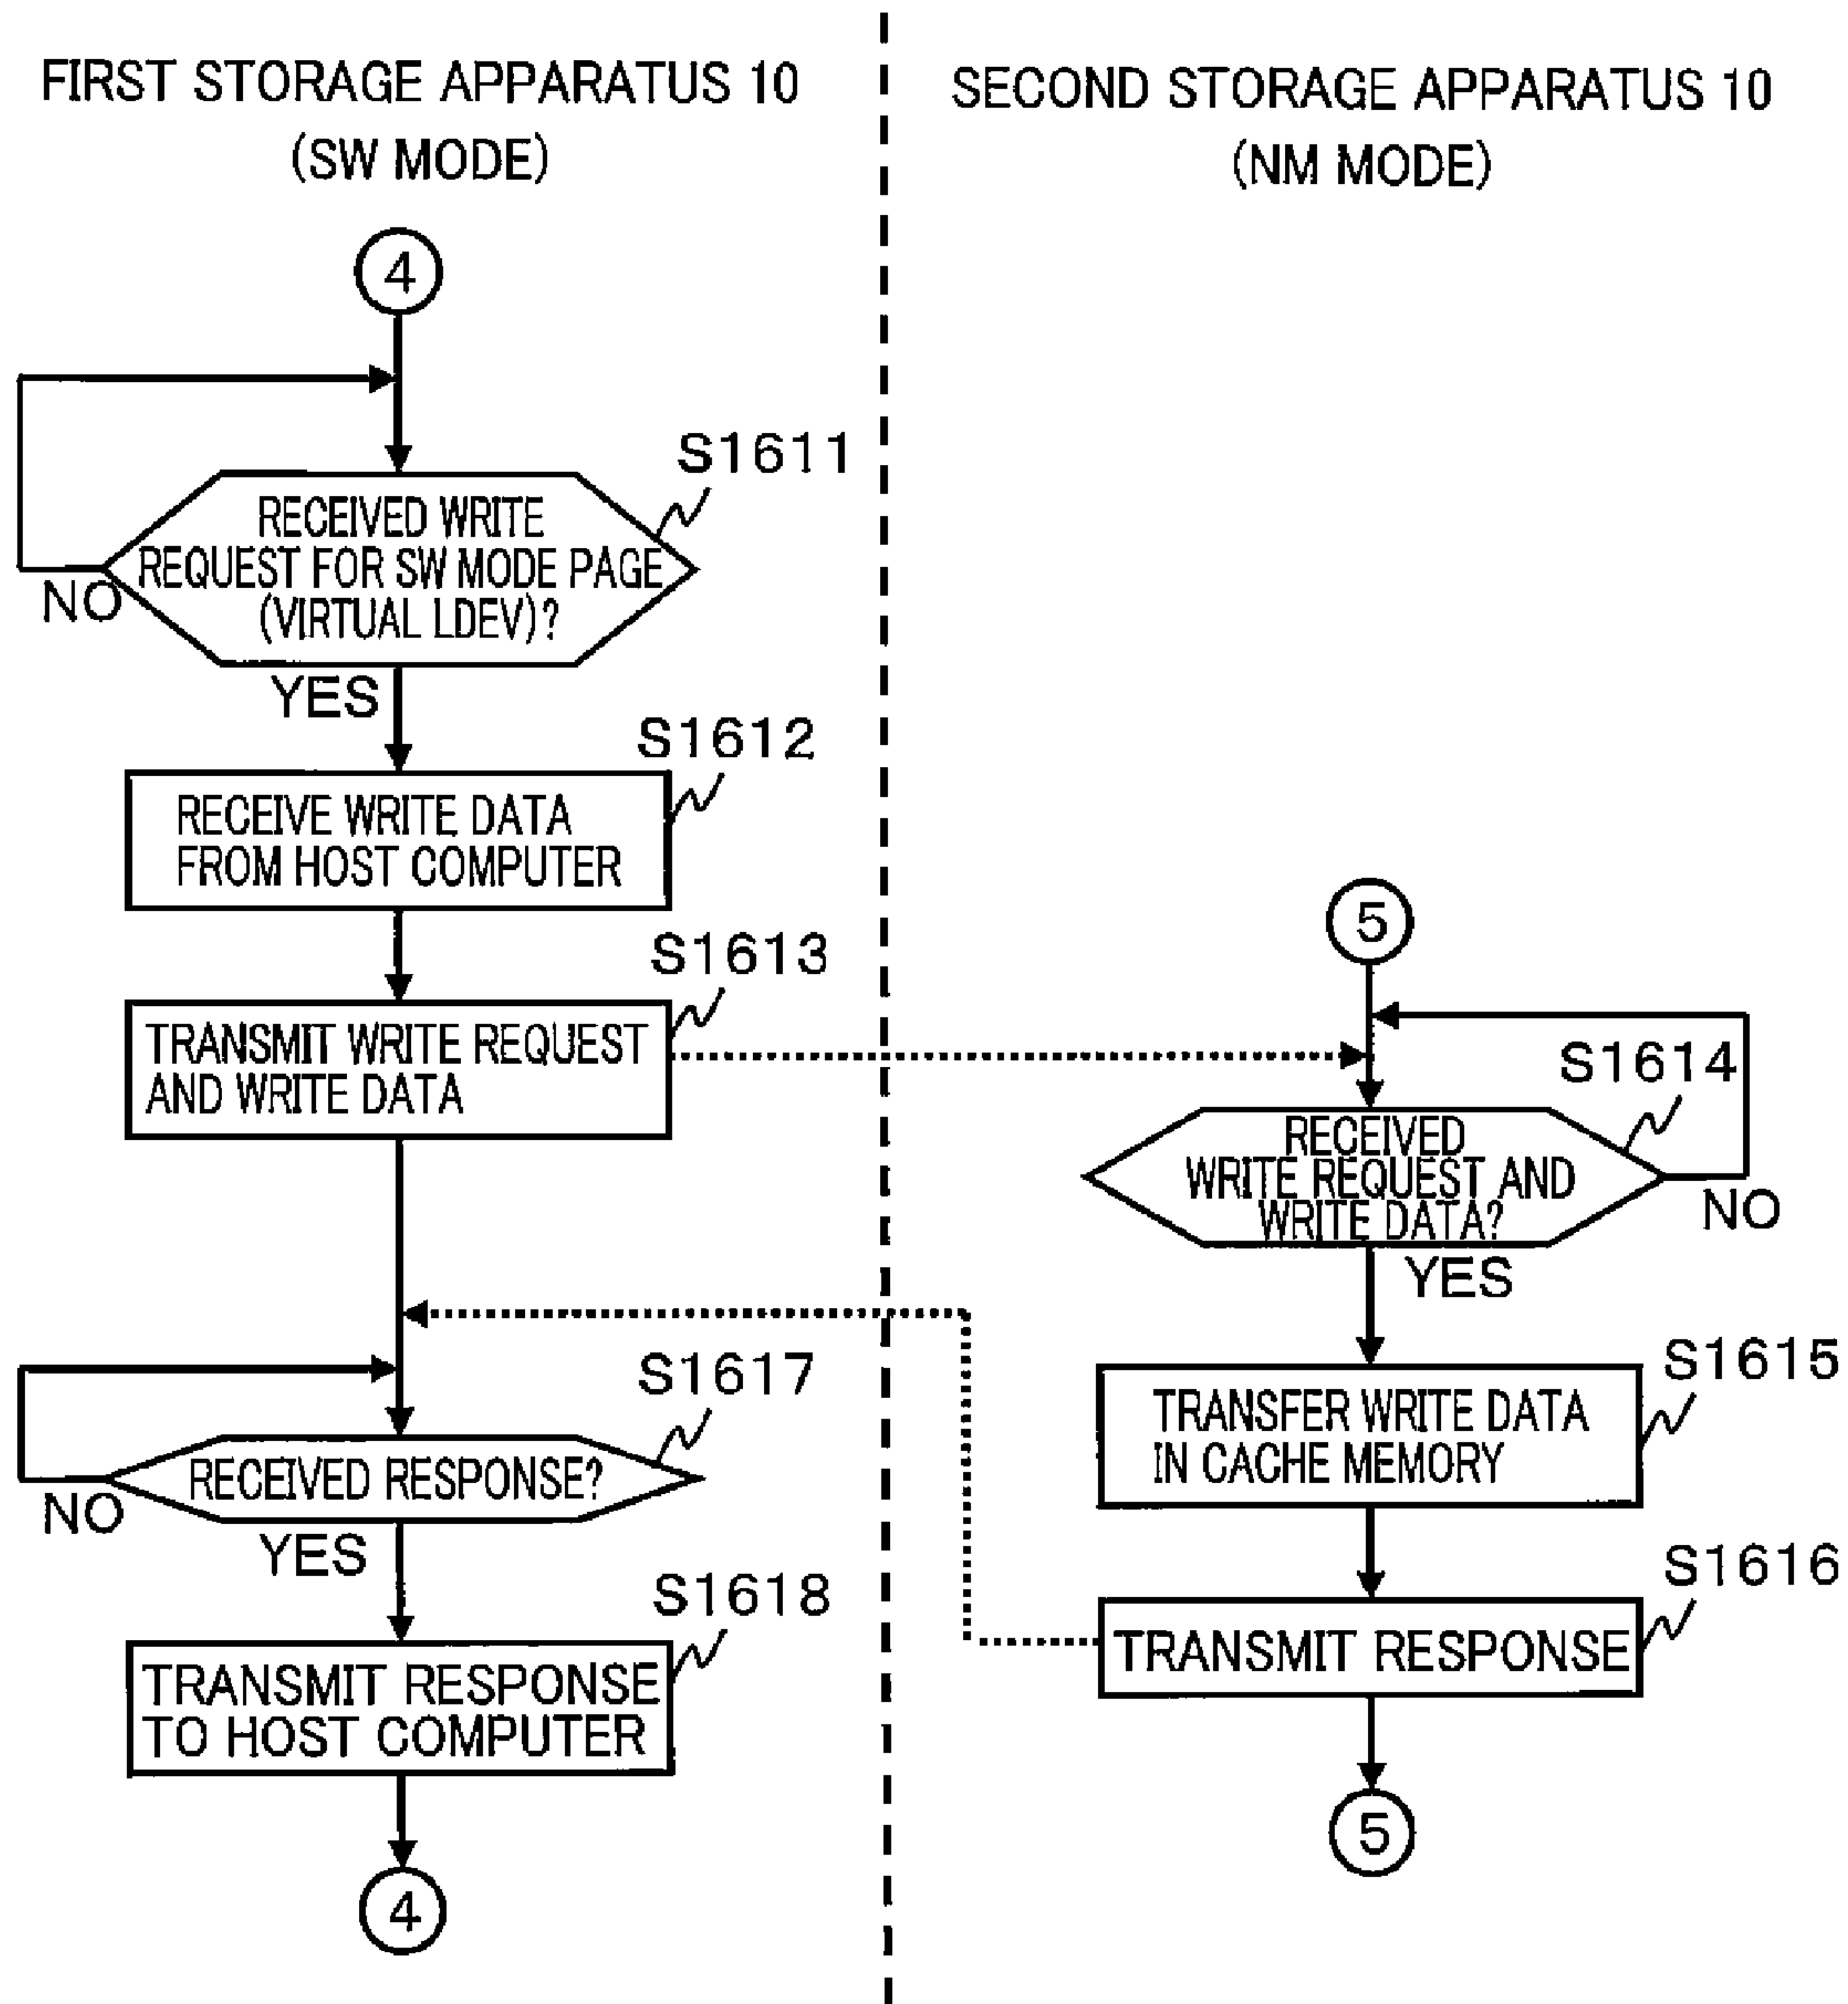 FIRST STORAGE APPARATUS 10
(SW MODE)
SECOND STORAGE APPARATUS 10
(NM MODE)
4
S1611
RECEIVED WRITE
REQUEST FOR SW MODE PAGE
(VIRTUAL LDEV)?
NO
YES
S1612
RECEIVE WRITE DATA
FROM HOST COMPUTER
S1613
TRANSMIT WRITE REQUEST
AND WRITE DATA
5
S1614
RECEIVED
WRITE REQUEST AND
WRITE DATA?
NO
YES
S1615
TRANSFER WRITE DATA
IN CACHE MEMORY
S1616
TRANSMIT RESPONSE
5
S1617
RECEIVED RESPONSE?
NO
YES
S1618
TRANSMIT RESPONSE
TO HOST COMPUTER
4